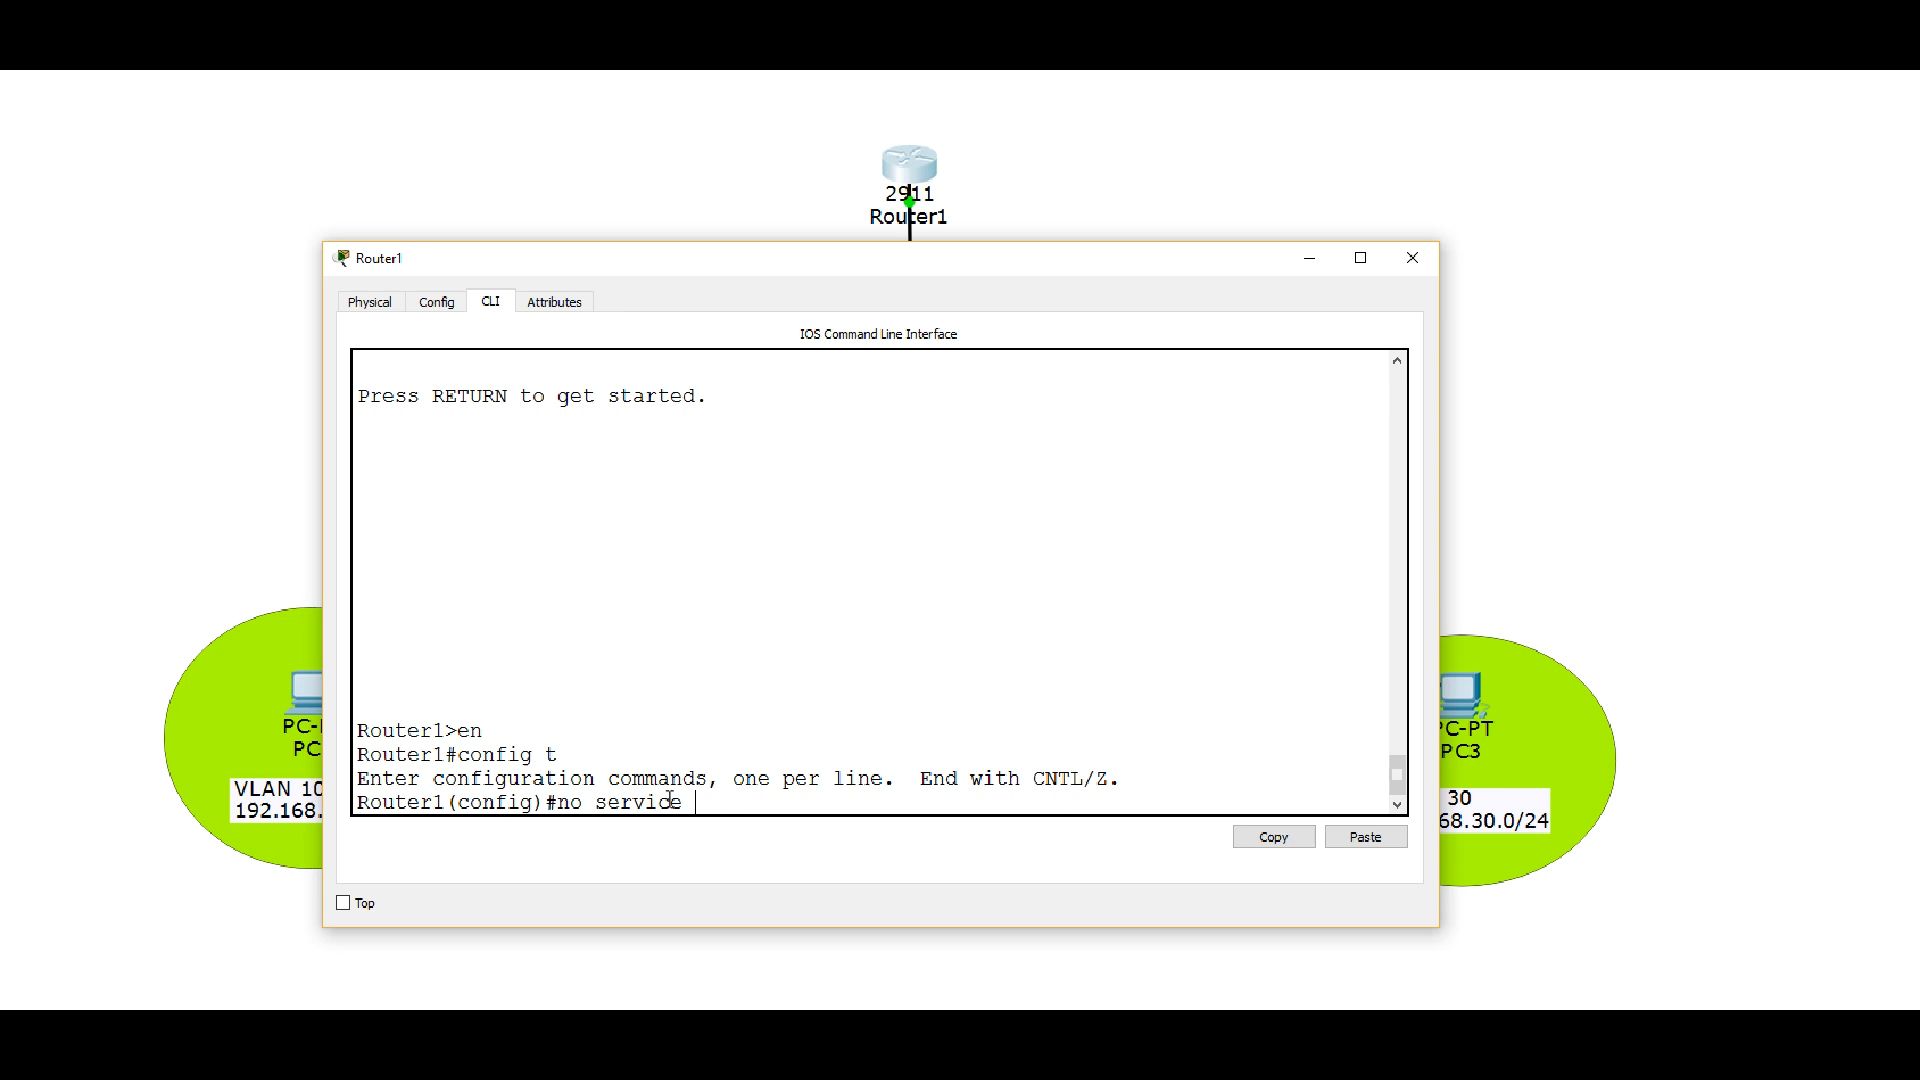 2911
Router1
Router1
Physical
Config
CLI
Attributes
IOS Command Line Interface
Press RETURN to get started.
Router1>en
Router1#config t
Enter configuration commands, one per line.  End with CNTL/Z.
Router1(config)#no service
Copy
Paste
Top
PC-
PC
VLAN 10
192.168.
PC-PT
PC3
30
68.30.0/24